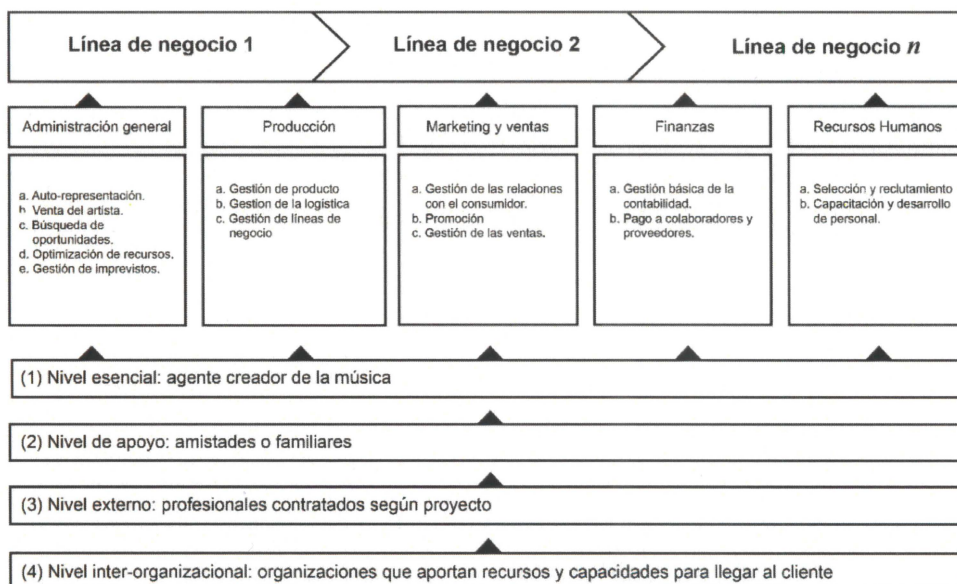 Línea de negocio 1
Línea de negocio 2
Línea de negocio n
Administración general
a. Auto-representación.
b. Venta del artista.
c. Búsqueda de
oportunidades.
d. Optimización de recursos.
e. Gestión de imprevistos.
Producción
a. Gestión de producto
b. Gestion de la logística
c. Gestión de líneas de
negocio
Marketing y ventas
a. Gestión de las relaciones
con el consumidor.
b. Promoción
c. Gestión de las ventas.
Finanzas
a. Gestión básica de la
contabilidad.
b. Pago a colaboradores y
proveedores.
Recursos Humanos
a. Selección y reclutamiento
b. Capacitación y desarrollo
de personal.
(1) Nivel esencial: agente creador de la música
(2) Nivel de apoyo: amistades o familiares
(3) Nivel externo: profesionales contratados según proyecto
(4) Nivel inter-organizacional: organizaciones que aportan recursos y capacidades para llegar al cliente